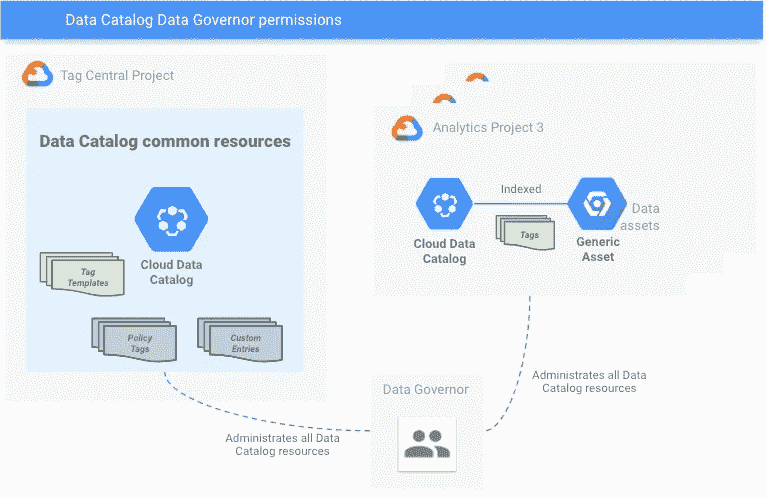 Data Catalog Data Governor permissions
Tag Central Project
Data Catalog common resources
Cloud Data
Catalog
Tag
Templates
Policy
Tags
Custom
Entries
Analytics Project 3
Indexed
Tags
Cloud Data
Catalog
Generic
Asset
Data
assets
Data Governor
Administrates all Data
Catalog resources
Administrates all Data
Catalog resources